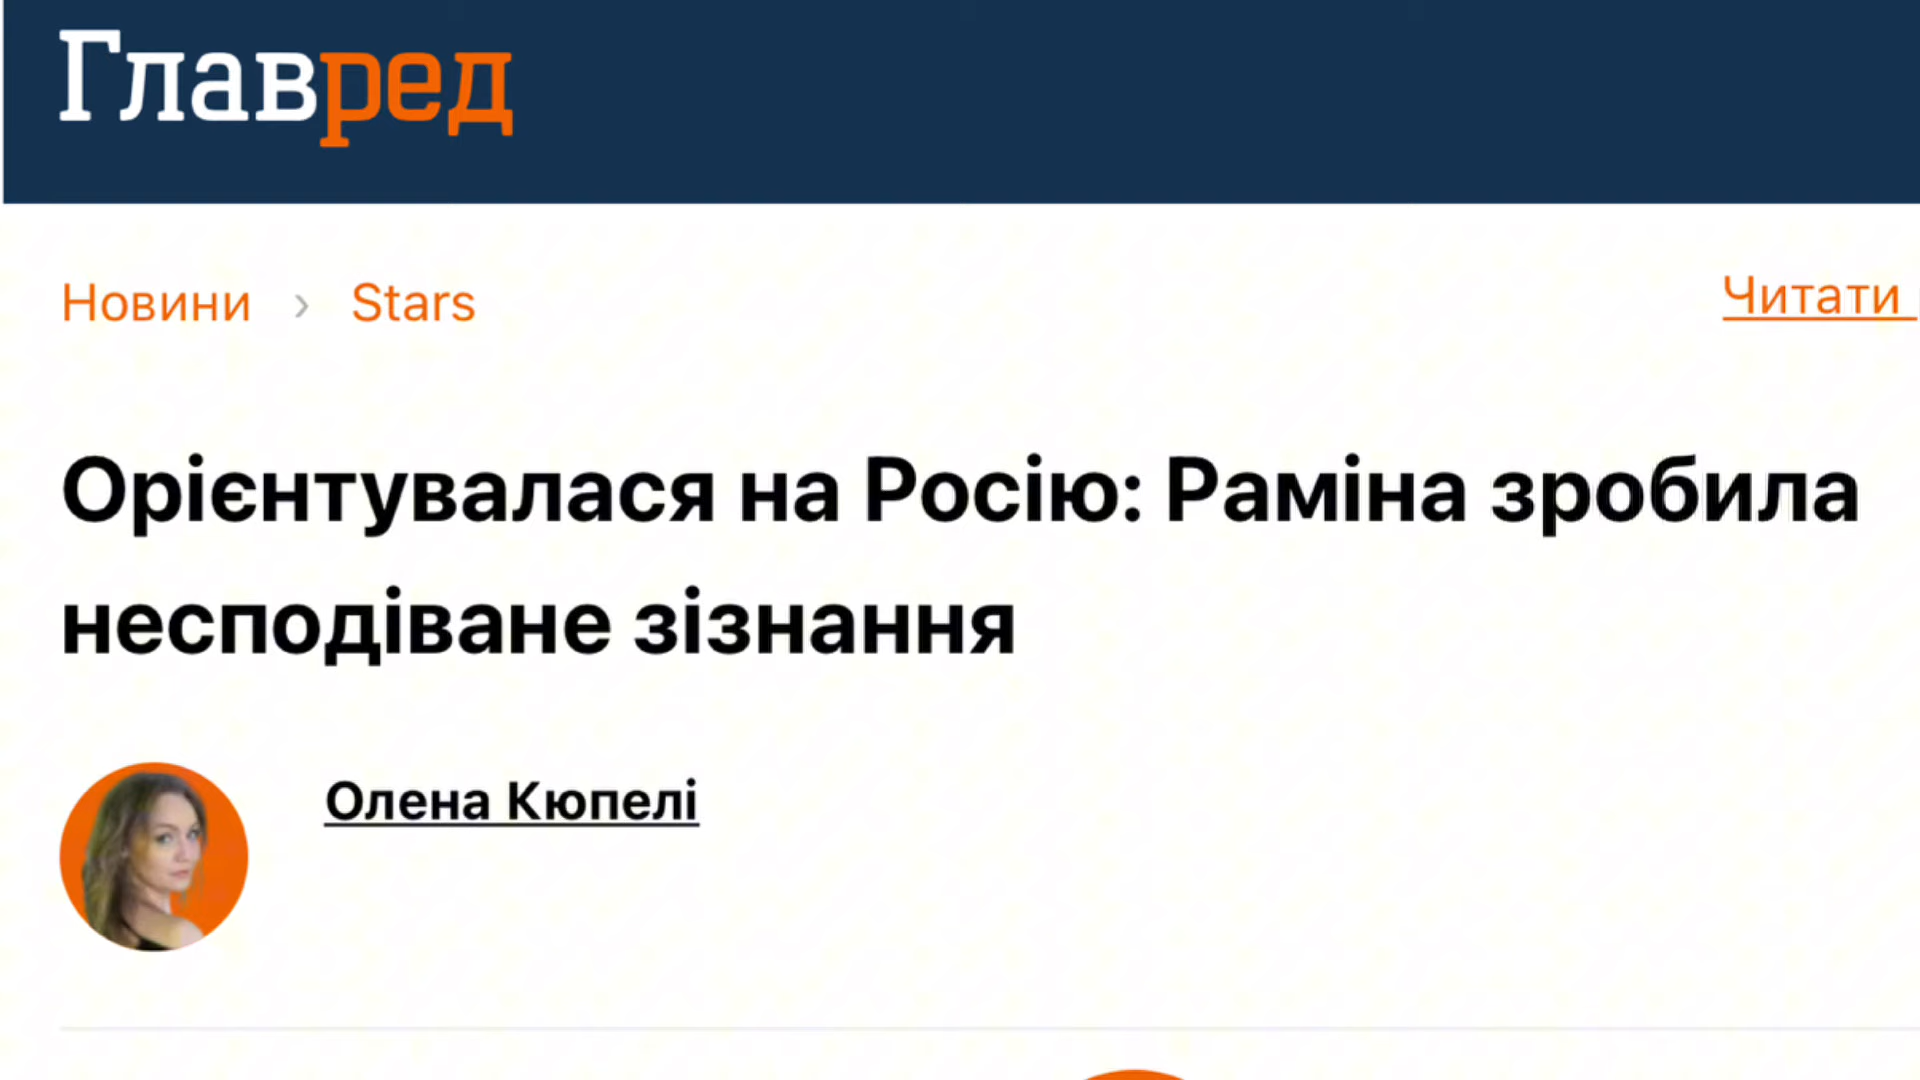 Главред
Новини › Stars
Читати
Орієнтувалася на Росію: Раміна зробила
несподіване зізнання
Олена Кюпелі